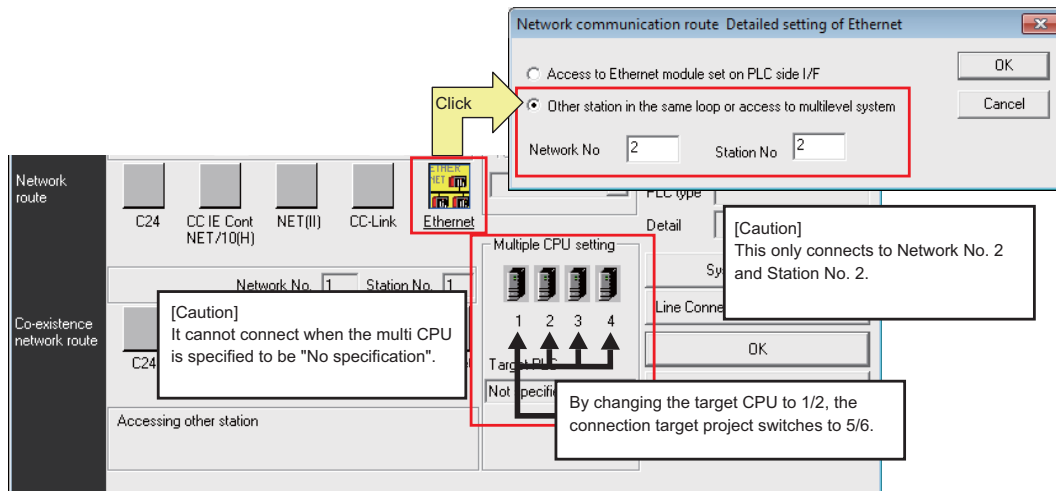 Network communication route Detailed setting of Ethernet
Access to Ethernet module set on PLC side I/F
OK
Other station in the same loop or access to multilevel system
Cancel
Network No
2
Station No
2
Click
Network
route
C24
CC IE Cont
NET/10(H)
NET(II)
CC-Link
Ethernet
PLC type
Detail
[Caution]
This only connects to Network No. 2
and Station No. 2.
Multiple CPU setting
Network No.
1
Station No.
1
Sy
Line Conne
[Caution]
It cannot connect when the multi CPU
is specified to be "No specification".
Co-existence
network route
C24
1
2
3
4
Target PLC
Not specifi
OK
By changing the target CPU to 1/2, the
connection target project switches to 5/6.
Accessing other station